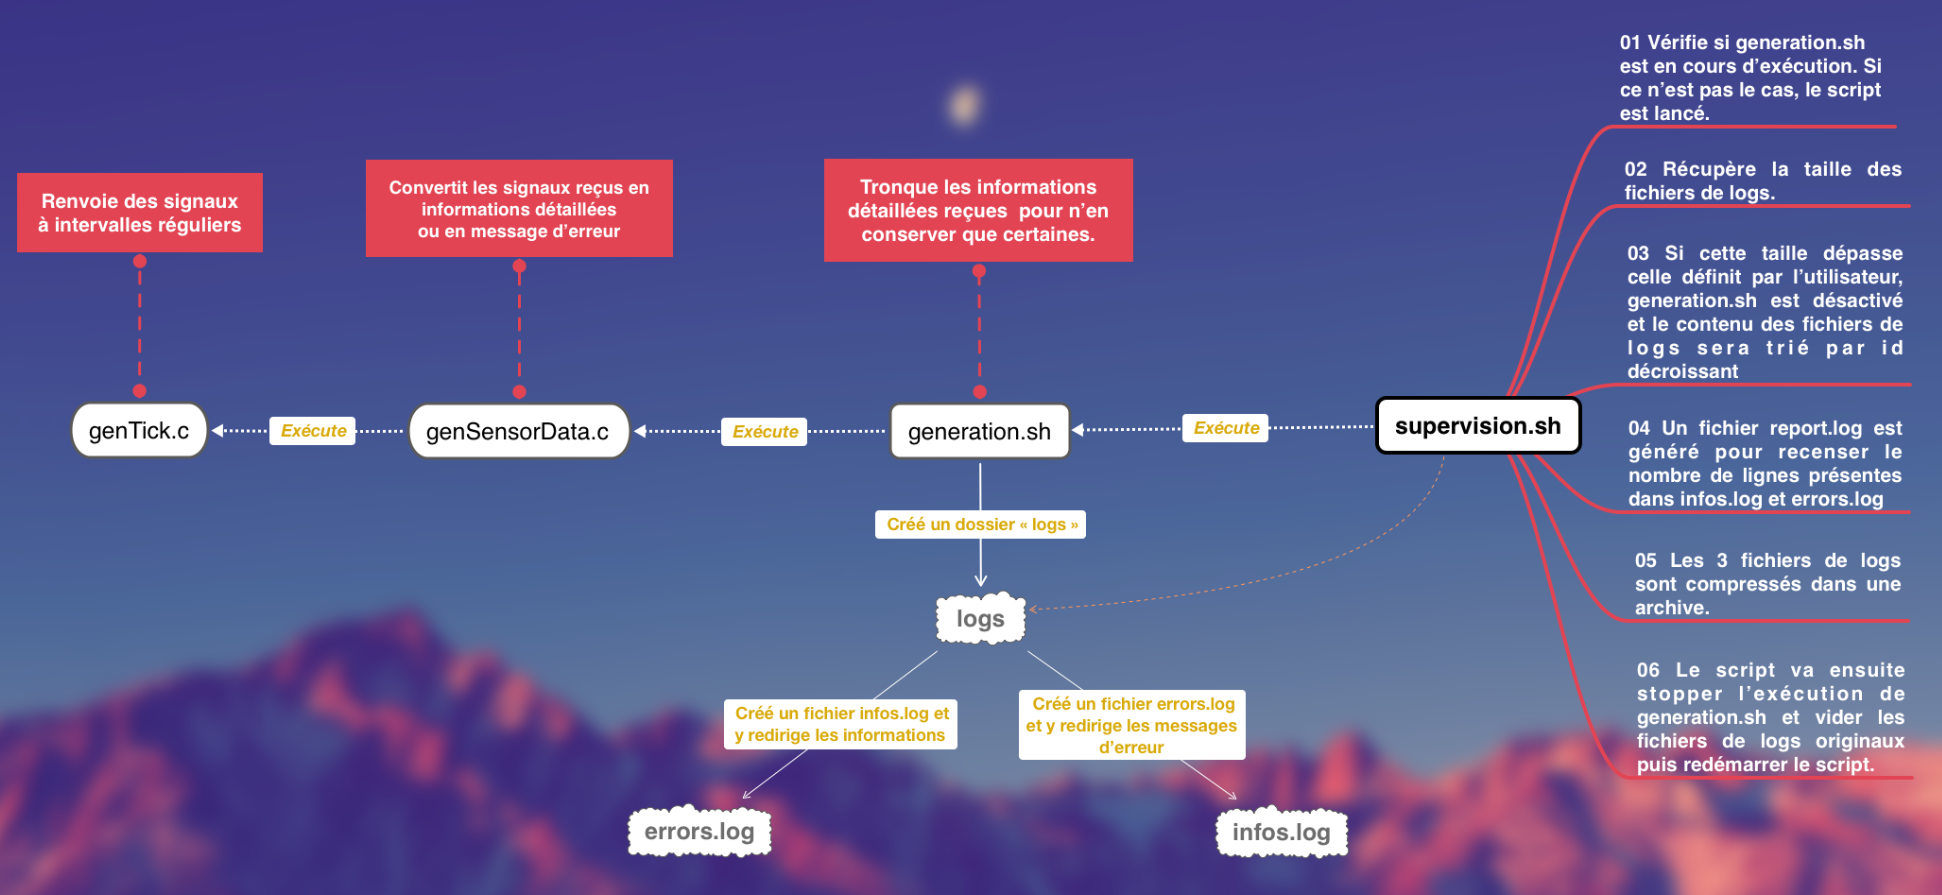 Renvoie des signaux
à intervalles réguliers
Convertit les signaux reçus en
informations détaillées
ou en message d'erreur
Tronque les informations
détaillées reçues pour n'en
conserver que certaines.
genTick.c
Exécute
genSensorData.c
Exécute
generation.sh
Exécute
supervision.sh
Créé un dossier « logs »
logs
Créé un fichier infos.log et
y redirige les informations
Créé un fichier errors.log
et y redirige les messages
d'erreur
errors.log
infos.log
01 Vérifie si generation.sh
est en cours d'exécution. Si
ce n'est pas le cas, le script
est lancé.
02 Récupère la taille des
fichiers de logs.
03 Si cette taille dépasse
celle définit par l'utilisateur,
generation.sh est désactivé
et le contenu des fichiers de
logs sera trié par id
décroissant
04 Un fichier report.log est
généré pour recenser le
nombre de lignes présentes
dans infos.log et errors.log
05 Les 3 fichiers de logs
sont compressés dans une
archive.
06 Le script va ensuite
stopper l'exécution de
generation.sh et vider les
fichiers de logs originaux
puis redémarrer le script.